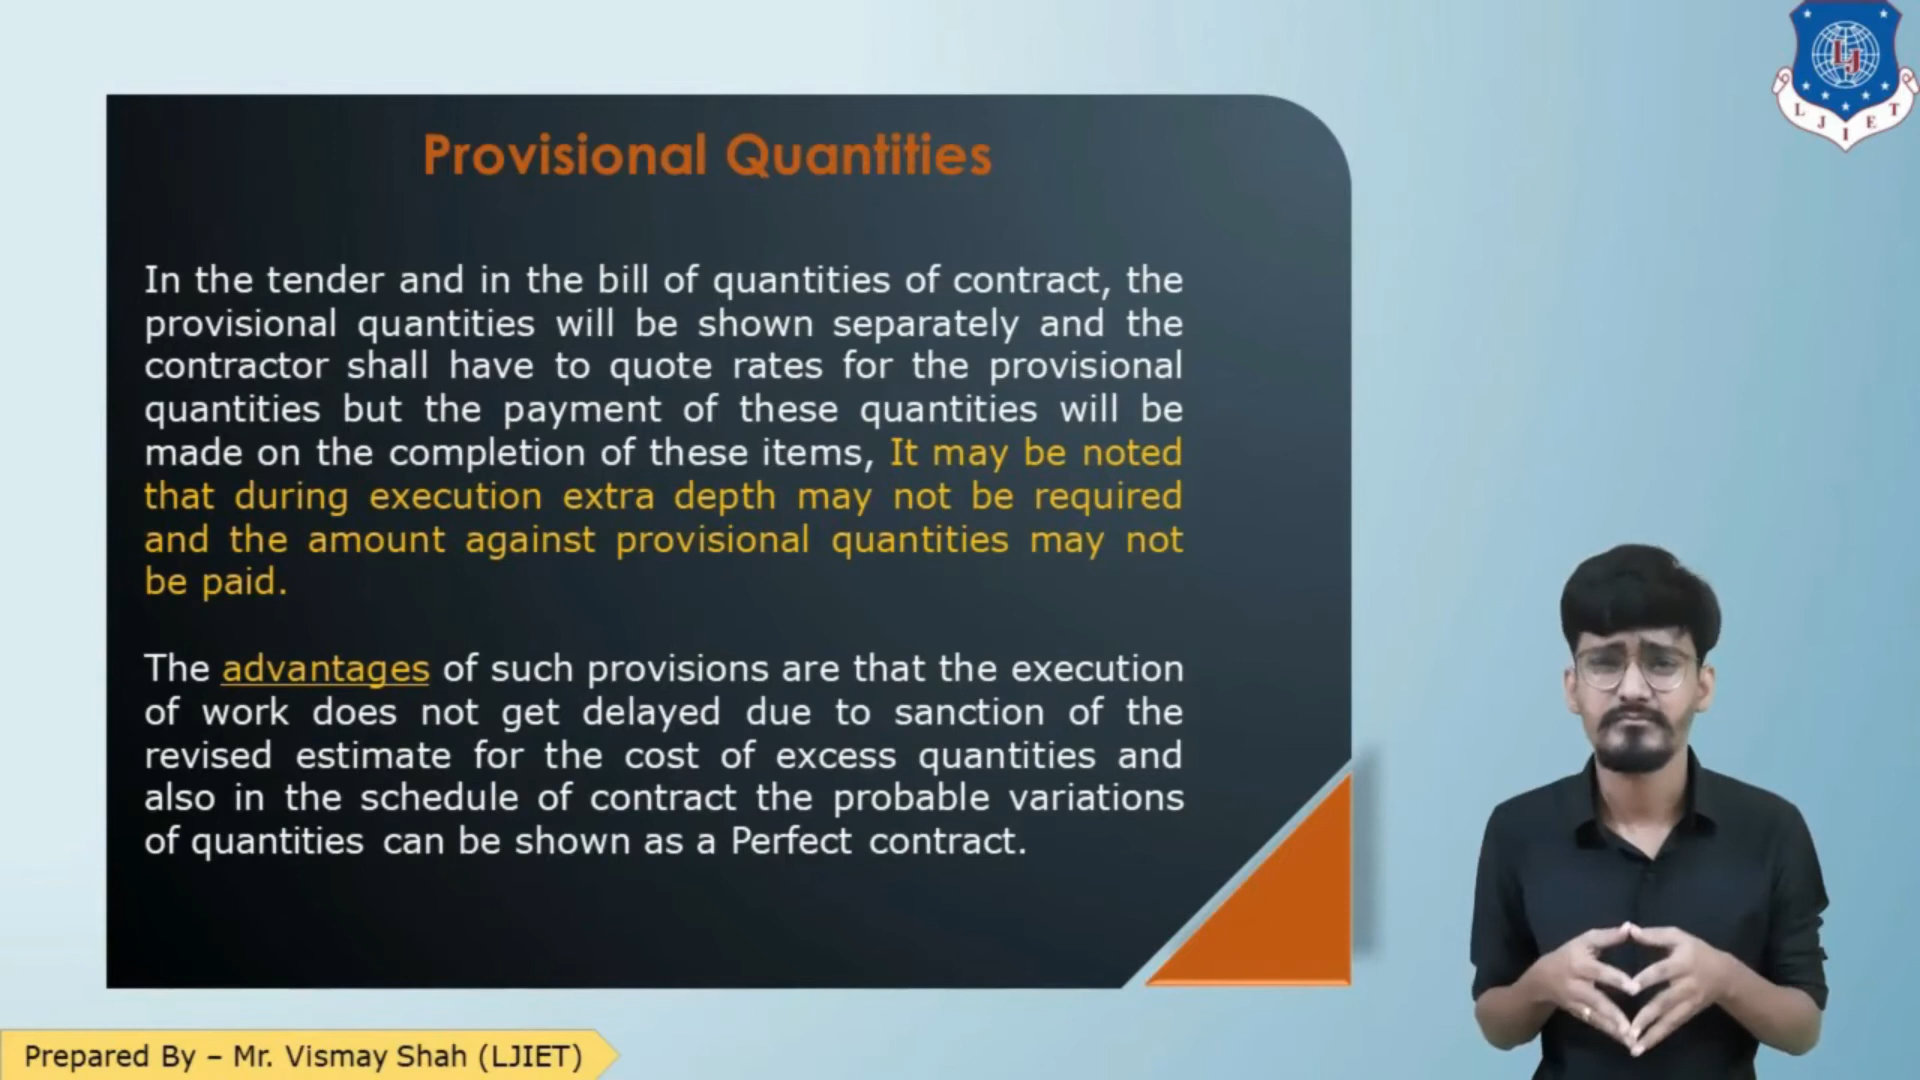 Provisional Quantities
In the tender and in the bill of quantities of contract, the
provisional quantities will be shown separately and the
contractor shall have to quote rates for the provisional
quantities but the payment of these quantities will be
made on the completion of these items, It may be noted
that during execution extra depth may not be required
and the amount against provisional quantities may not
be paid.
The advantages of such provisions are that the execution
of work does not get delayed due to sanction of the
revised estimate for the cost of excess quantities and
also in the schedule of contract the probable variations
of quantities can be shown as a Perfect contract.
Prepared By – Mr. Vismay Shah (LJIET)
LJ
L J I E T